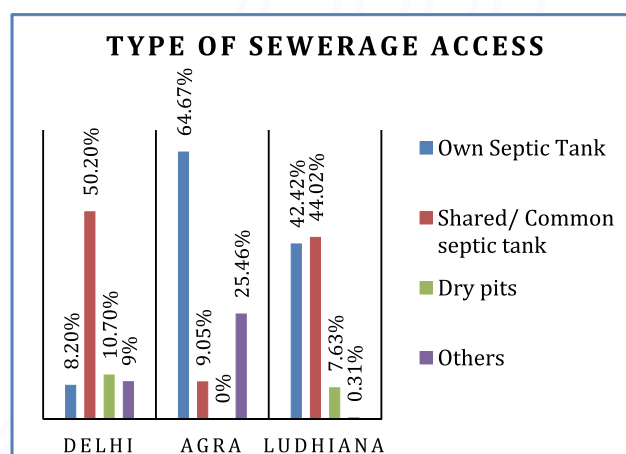 TYPE OF SEWERAGE ACCESS
8.20%
50.20%
10.70%
9%
64.67%
9.05%
0%
25.46%
42.42%
44.02%
7.63%
0.31%
DELHI
AGRA
LUDHIANA
Own Septic Tank
Shared/ Common
septic tank
Dry pits
Others